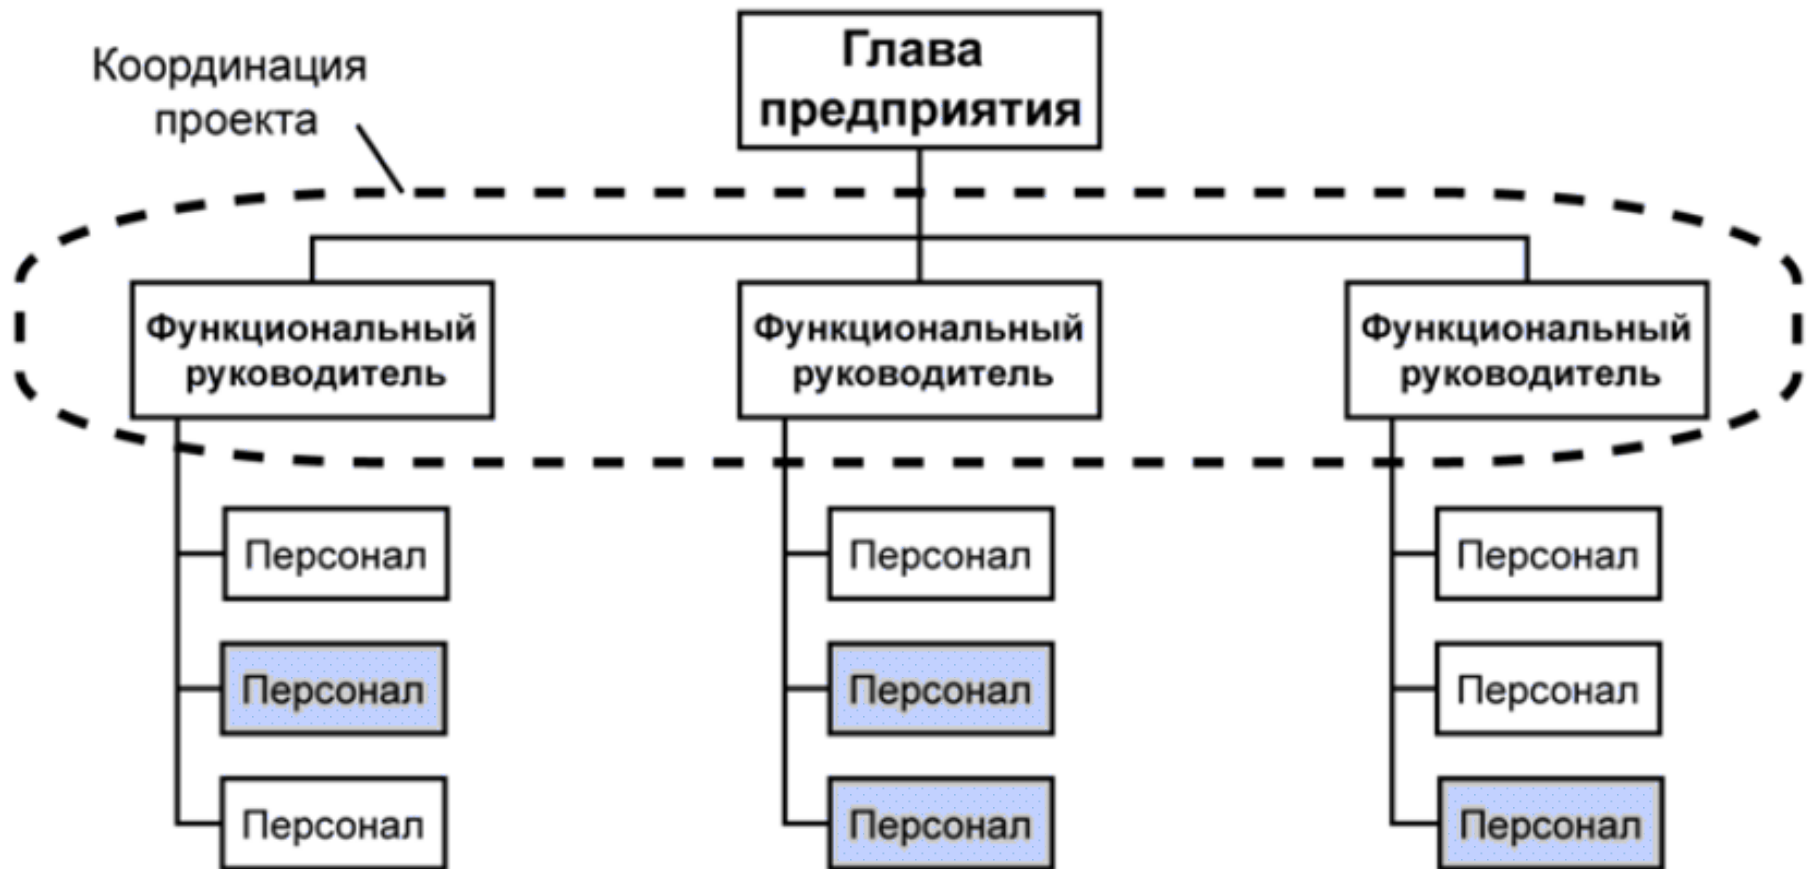 Координация
проекта
Глава
предприятия
Функциональный
руководитель
Функциональный
руководитель
Функциональный
руководитель
Персонал
Персонал
Персонал
Персонал
Персонал
Персонал
Персонал
Персонал
Персонал